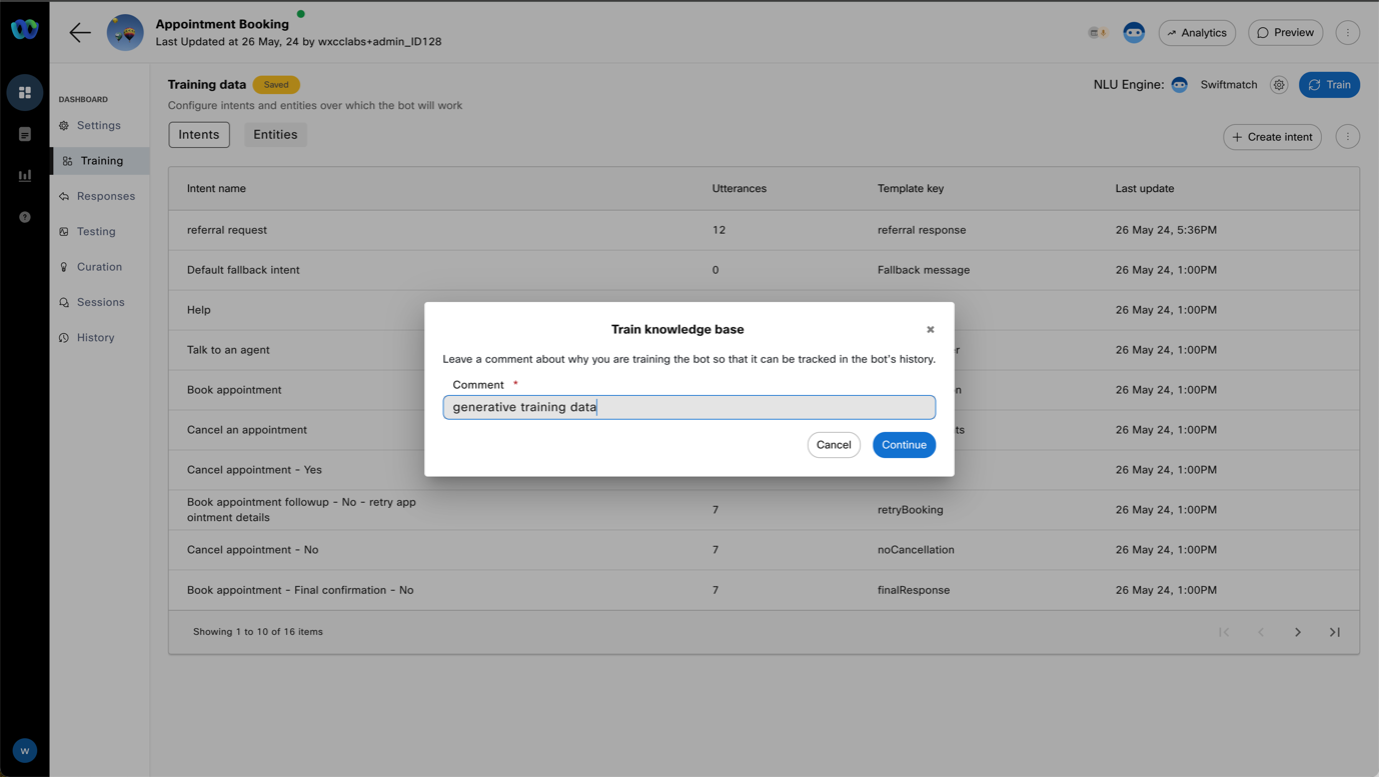 Appointment Booking
Last Updated at 26 May, 24 by wxcclabs+admin_ID128
Analytics
Preview
DASHBOARD
Settings
Training
Responses
Testing
Curation
Sessions
History
Training data Saved
Configure intents and entities over which the bot will work
NLU Engine: Swiftmatch
Train
Intents Entities
+ Create intent
Intent name Utterances Template key Last update
referral request 12 referral response 26 May 24, 5:36PM
Default fallback intent 0 Fallback message 26 May 24, 1:00PM
Help 26 May 24, 1:00PM
Talk to an agent r 26 May 24, 1:00PM
Book appointment n 26 May 24, 1:00PM
Cancel an appointment ts 26 May 24, 1:00PM
Cancel appointment - Yes 26 May 24, 1:00PM
Book appointment followup - No - retry app
ointment details 7 retryBooking 26 May 24, 1:00PM
Cancel appointment - No 7 noCancellation 26 May 24, 1:00PM
Book appointment - Final confirmation - No 7 finalResponse 26 May 24, 1:00PM
Showing 1 to 10 of 16 items
Train knowledge base
Leave a comment about why you are training the bot so that it can be tracked in the bot's history.
Comment *
generative training data
Cancel Continue
W